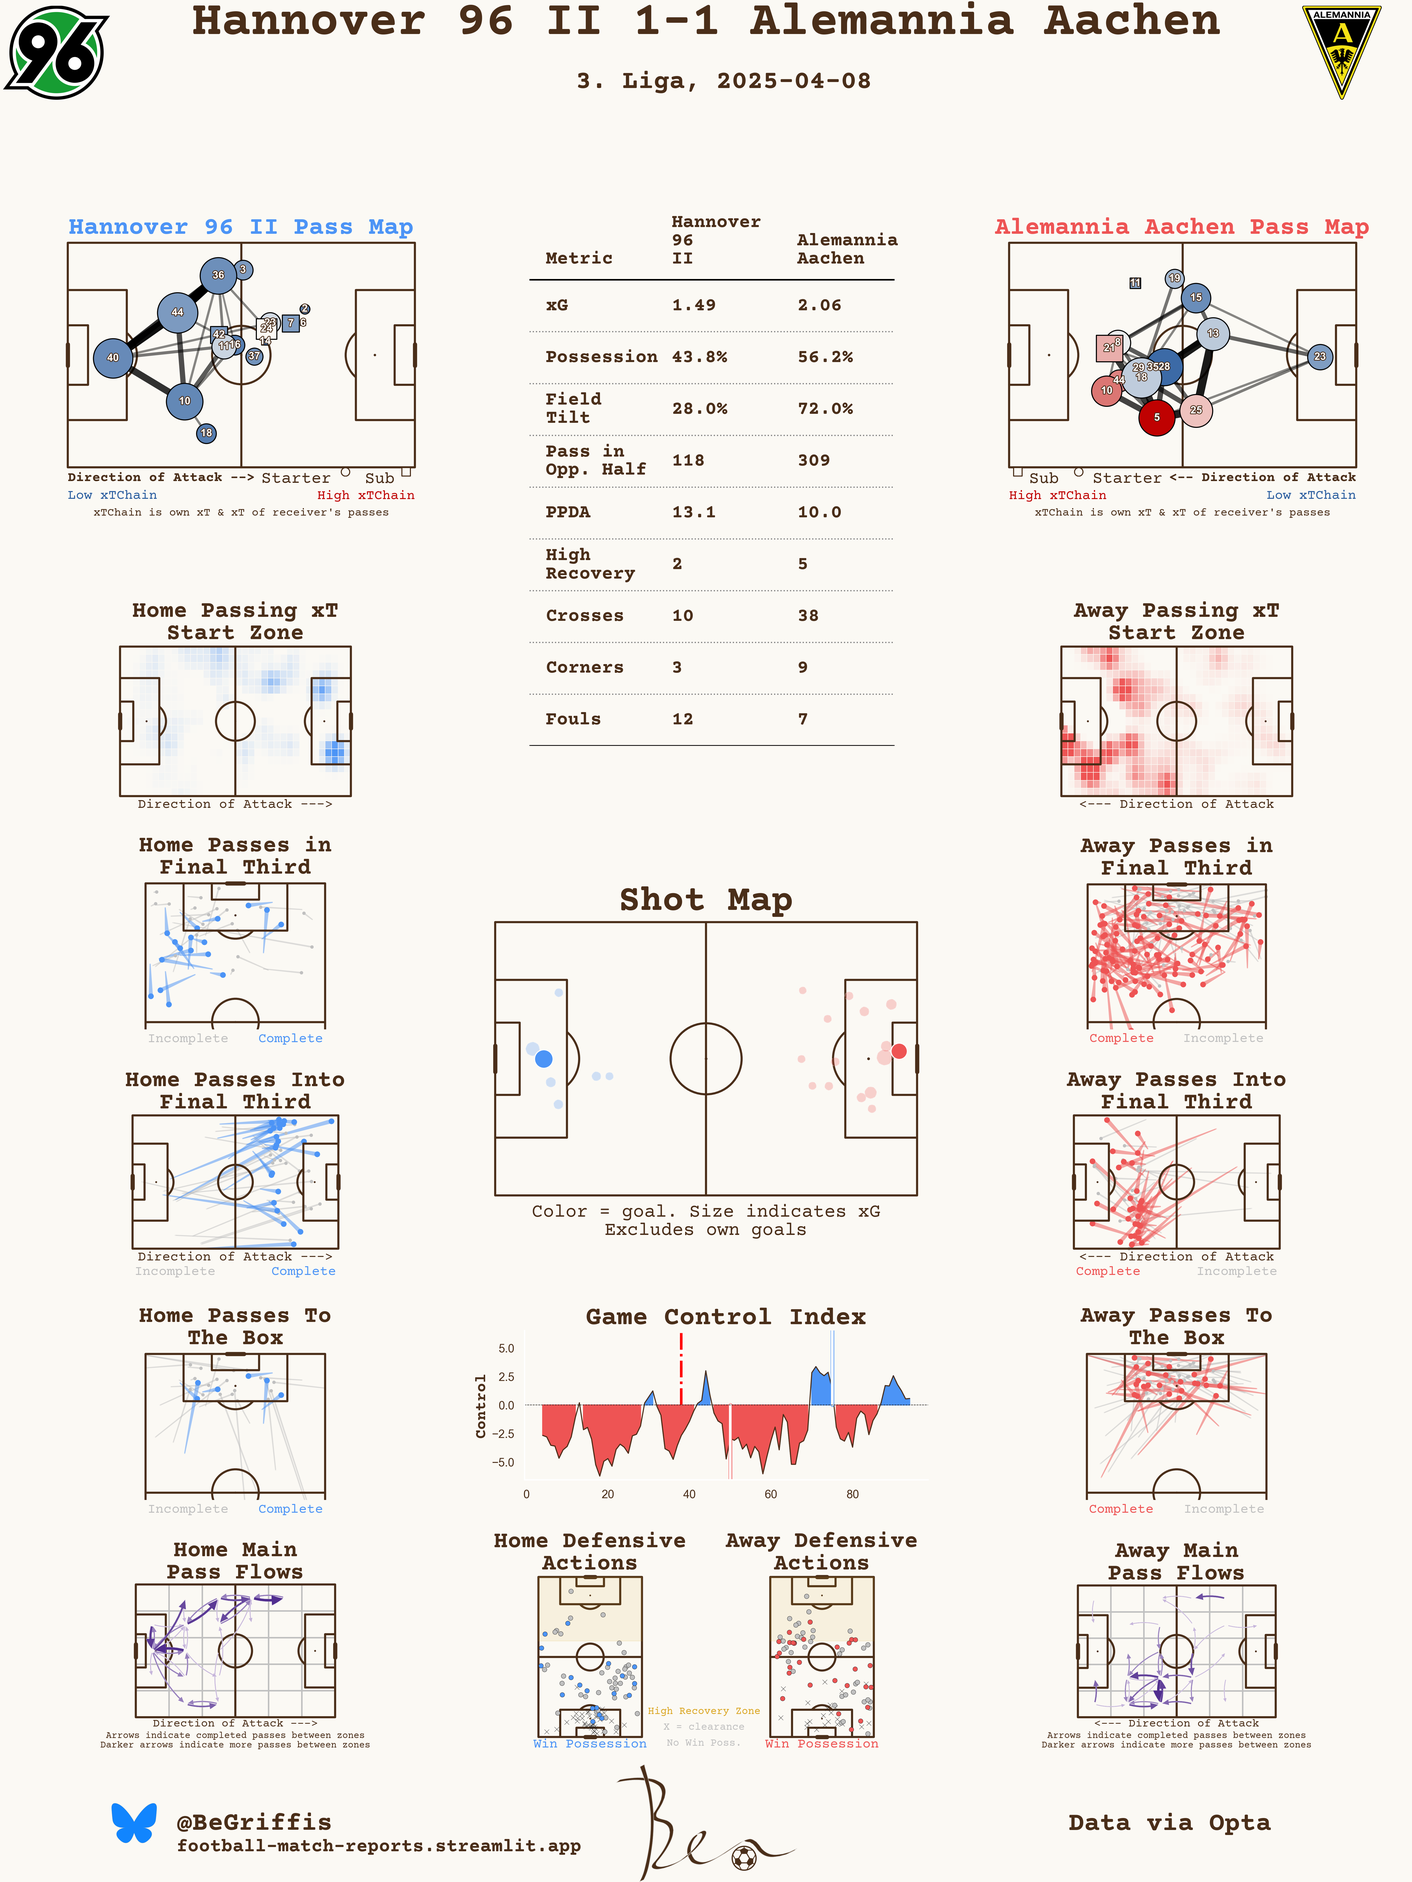 Hannover 96 II 1-1 Alemannia Aachen
3. Liga, 2025-04-08
96
ALEMANNIA
A
Hannover 96 II Pass Map
36
3
44
2
23
24
7
6
42
14
11
16
40
37
10
18
Direction of Attack --> Starter Sub
Low xTChain High xTChain
xTChain is own xT & xT of receiver's passes
Hannover
96
II
Alemannia
Aachen
Metric
xG 1.49 2.06
Possession 43.8% 56.2%
Field
Tilt
28.0% 72.0%
Pass in
Opp. Half
118 309
PPDA 13.1 10.0
High
Recovery
2 5
Crosses 10 38
Corners 3 9
Fouls 12 7
Alemannia Aachen Pass Map
11
19
15
13
21
8
23
29
35
28
18
44
10
5
25
Sub Starter <-- Direction of Attack
High xTChain Low xTChain
xTChain is own xT & xT of receiver's passes
Home Passing xT
Start Zone
Direction of Attack --->
Away Passing xT
Start Zone
<--- Direction of Attack
Home Passes in
Final Third
Incomplete Complete
Away Passes in
Final Third
Complete Incomplete
Shot Map
Color = goal. Size indicates xG
Excludes own goals
Home Passes Into
Final Third
Direction of Attack --->
Incomplete Complete
Away Passes Into
Final Third
<--- Direction of Attack
Complete Incomplete
Home Passes To
The Box
Incomplete Complete
Game Control Index
Control
5.0
2.5
0.0
−2.5
−5.0
0 20 40 60 80
Away Passes To
The Box
Complete Incomplete
Home Main
Pass Flows
Direction of Attack --->
Arrows indicate completed passes between zones
Darker arrows indicate more passes between zones
Home Defensive
Actions
Win Possession
High Recovery Zone
X = clearance
No Win Poss.
Away Defensive
Actions
Win Possession
Away Main
Pass Flows
<--- Direction of Attack
Arrows indicate completed passes between zones
Darker arrows indicate more passes between zones
@BeGriffis
football-match-reports.streamlit.app
Ben
Data via Opta